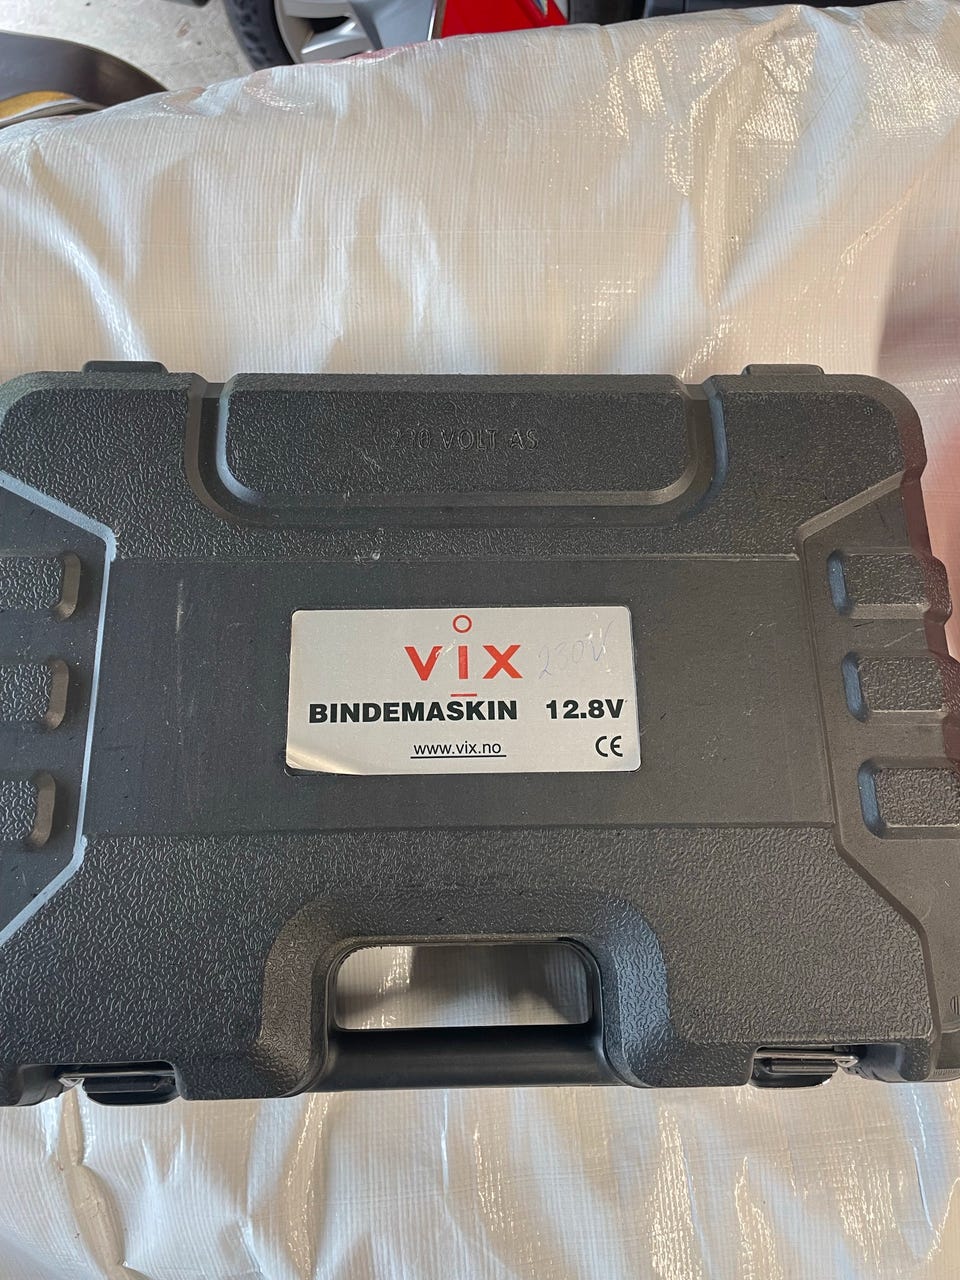 230 VOLT AS
VIX 230V
BINDEMASKIN 12.8V
www.vix.no CE